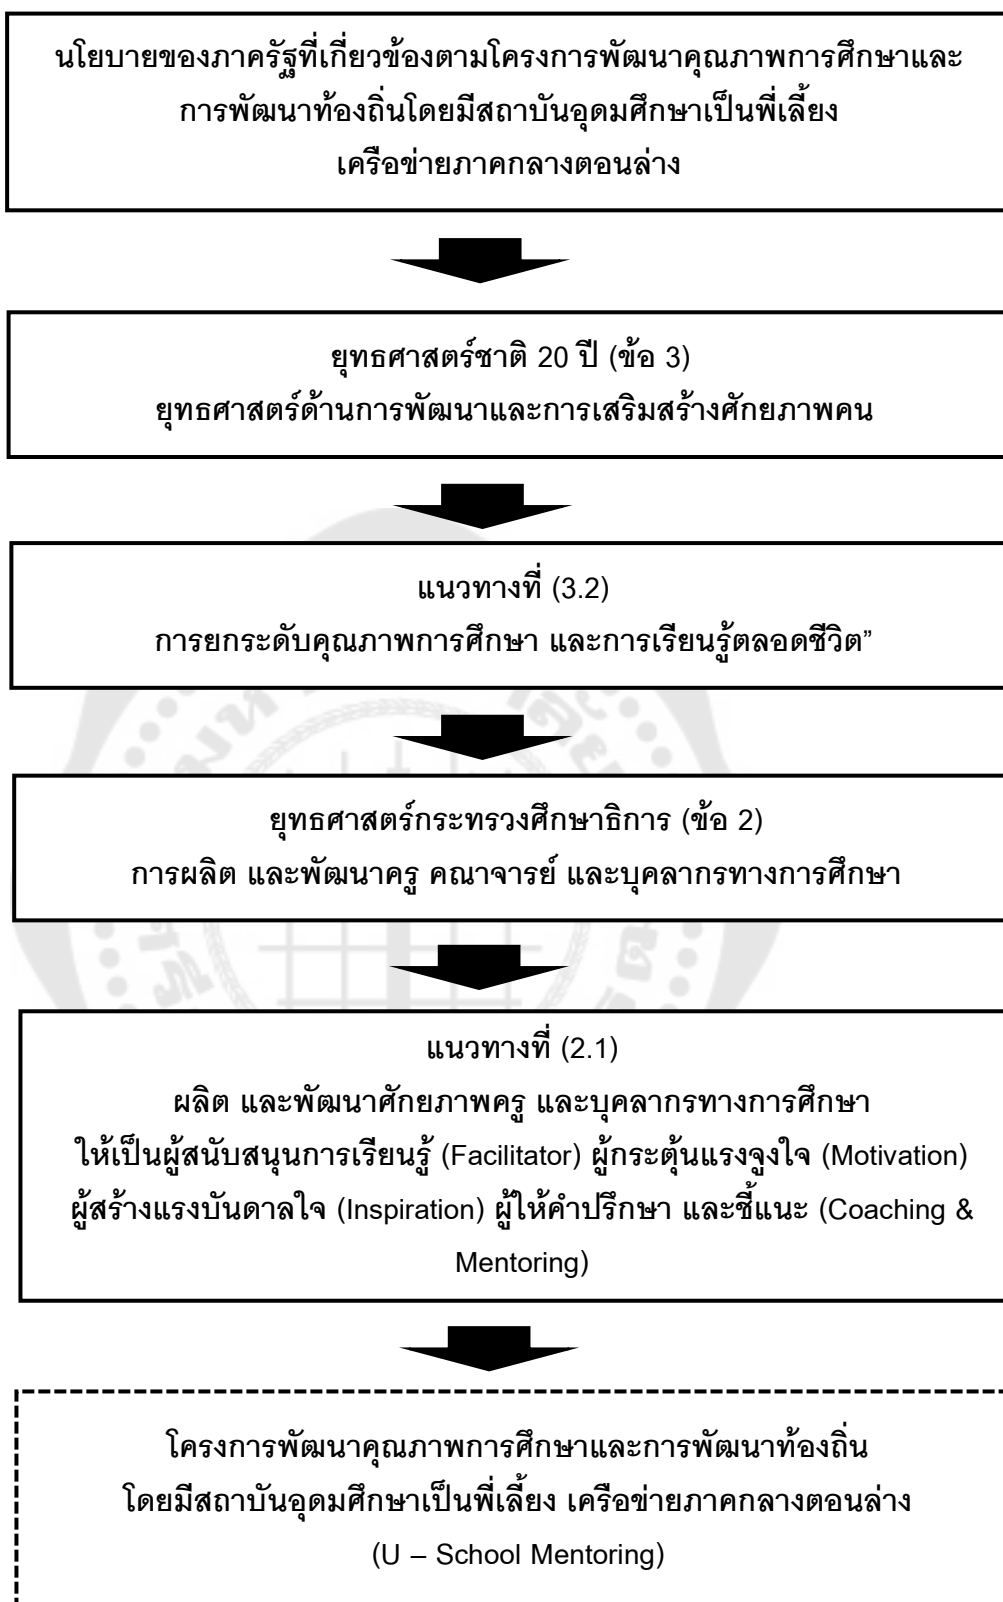 นโยบายของภาครัฐที่เกี่ยวข้องตามโครงการพัฒนาคุณภาพการศึกษาและ
การพัฒนาท้องถิ่นโดยมีสถาบันอุดมศึกษาเป็นพี่เลี้ยง
เครือข่ายภาคกลางตอนล่าง
ยุทธศาสตร์ชาติ 20 ปี (ข้อ 3)
ยุทธศาสตร์ด้านการพัฒนาและการเสริมสร้างศักยภาพคน
แนวทางที่ (3.2)
การยกระดับคุณภาพการศึกษา และการเรียนรู้ตลอดชีวิต”
ยุทธศาสตร์กระทรวงศึกษาธิการ (ข้อ 2)
การผลิต และพัฒนาครู คณาจารย์ และบุคลากรทางการศึกษา
แนวทางที่ (2.1)
ผลิต และพัฒนาศักยภาพครู และบุคลากรทางการศึกษา
ให้เป็นผู้สนับสนุนการเรียนรู้ (Facilitator) ผู้กระตุ้นแรงจูงใจ (Motivation)
ผู้สร้างแรงบันดาลใจ (Inspiration) ผู้ให้คำปรึกษา และชี้แนะ (Coaching &
Mentoring)
โครงการพัฒนาคุณภาพการศึกษาและการพัฒนาท้องถิ่น
โดยมีสถาบันอุดมศึกษาเป็นพี่เลี้ยง เครือข่ายภาคกลางตอนล่าง
(U – School Mentoring)